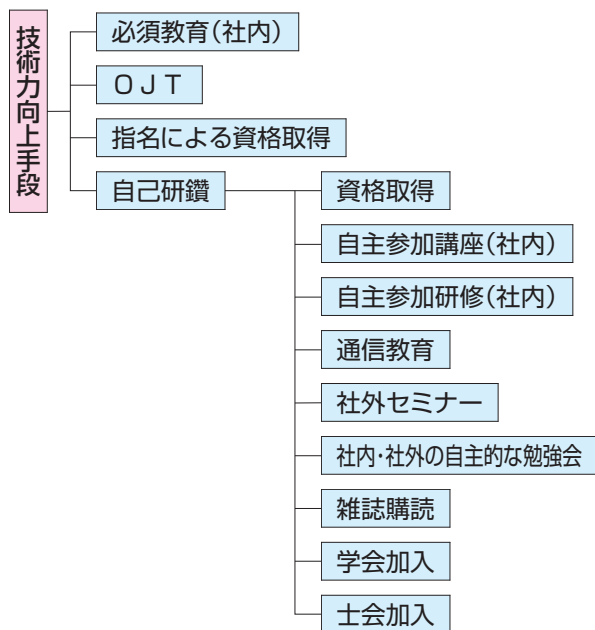 技術力向上手段
必須教育（社内）
ＯＪＴ
指名による資格取得
自己研鑽
資格取得
自主参加講座（社内）
自主参加研修（社内）
通信教育
社外セミナー
社内・社外の自主的な勉強会
雑誌購読
学会加入
士会加入